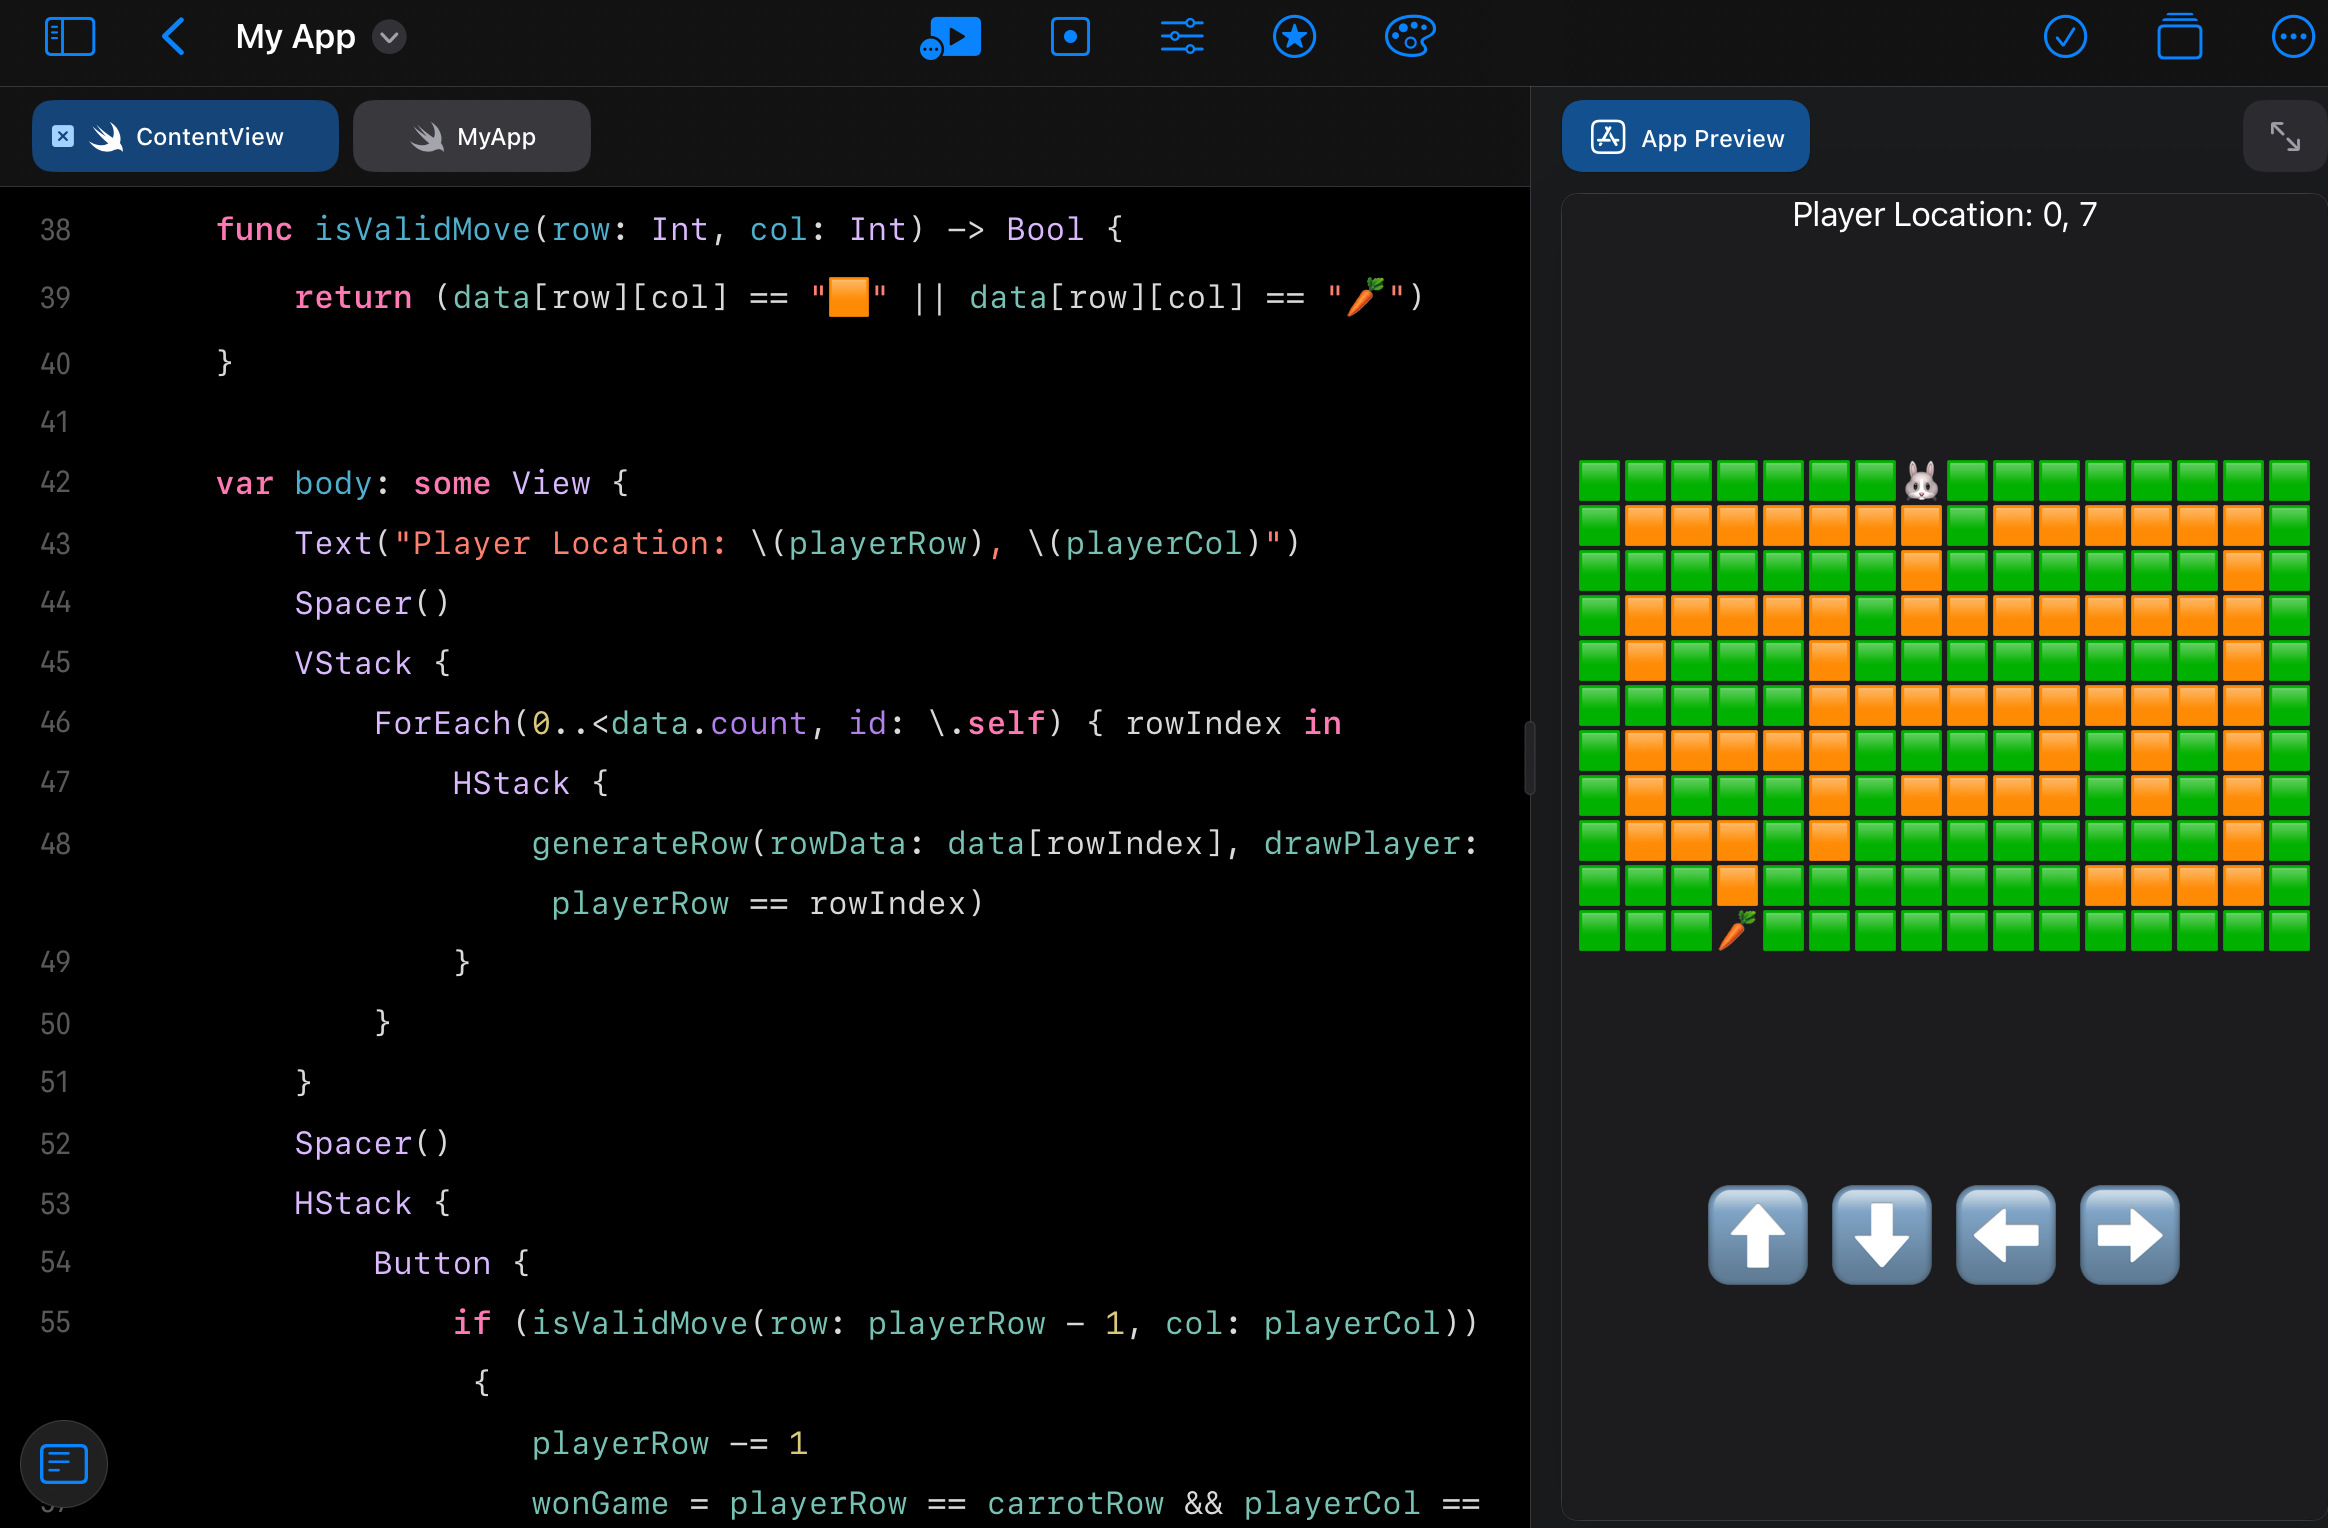 My App
ContentView
MyApp
38 func isValidMove(row: Int, col: Int) -> Bool {
39 return (data[row][col] == "🟧" || data[row][col] == "🥕")
40 }
41
42 var body: some View {
43 Text("Player Location: \(playerRow), \(playerCol)")
44 Spacer()
45 VStack {
46 ForEach(0..<data.count, id: \.self) { rowIndex in
47 HStack {
48 generateRow(rowData: data[rowIndex], drawPlayer:
playerRow == rowIndex)
49 }
50 }
51 }
52 Spacer()
53 HStack {
54 Button {
55 if (isValidMove(row: playerRow - 1, col: playerCol))
{
playerRow -= 1
wonGame = playerRow == carrotRow && playerCol ==
App Preview
Player Location: 0, 7